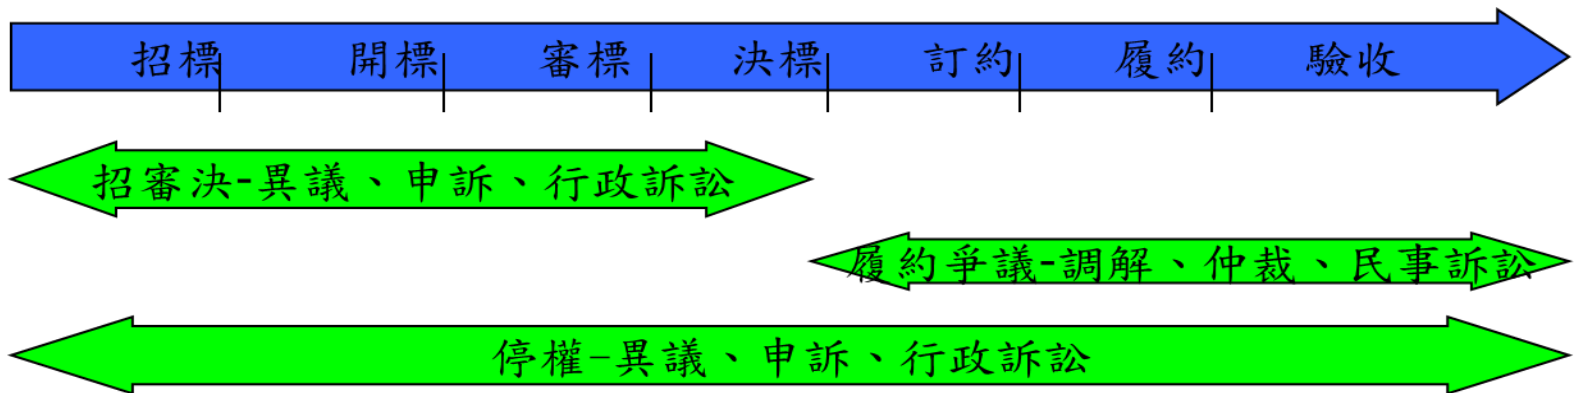 招標 開標 審標 決標 訂約 履約 驗收
招審決-異議、申訴、行政訴訟
履約爭議-調解、仲裁、民事訴訟
停權–異議、申訴、行政訴訟